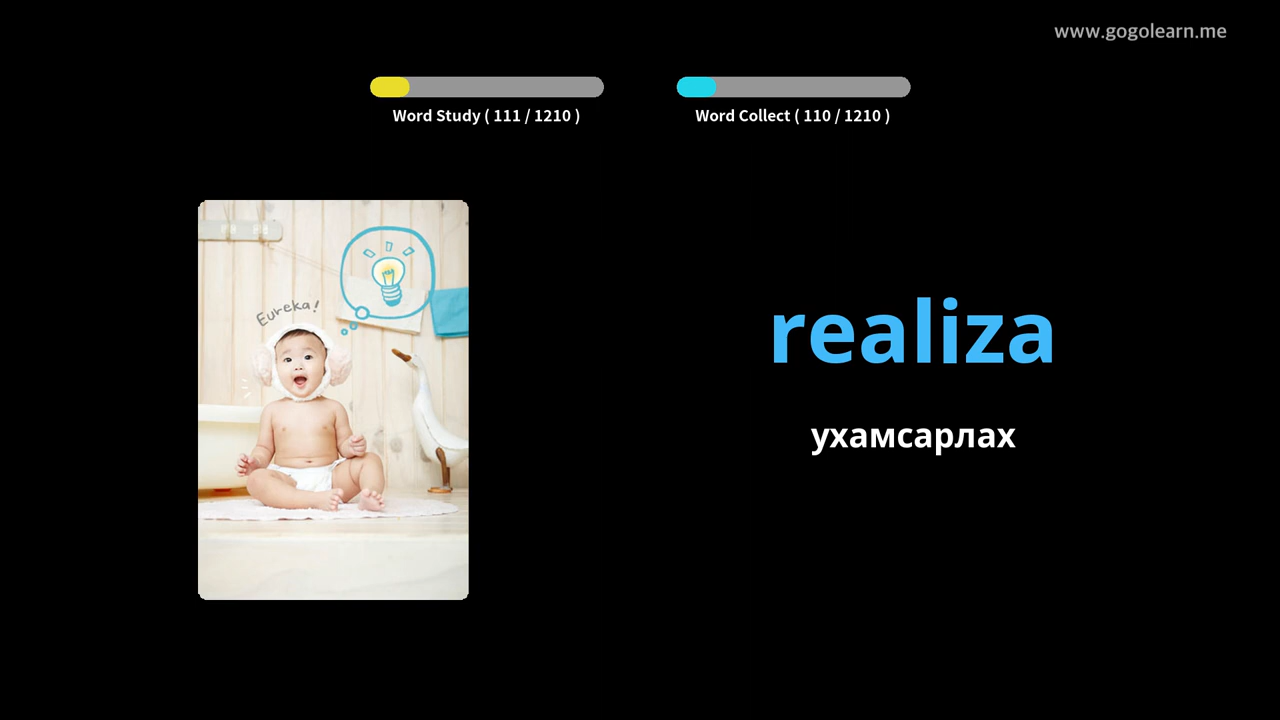 www.gogolearn.me
Word Study ( 111 / 1210 )
Word Collect ( 110 / 1210 )
Eureka!
realiza
ухамсарлах